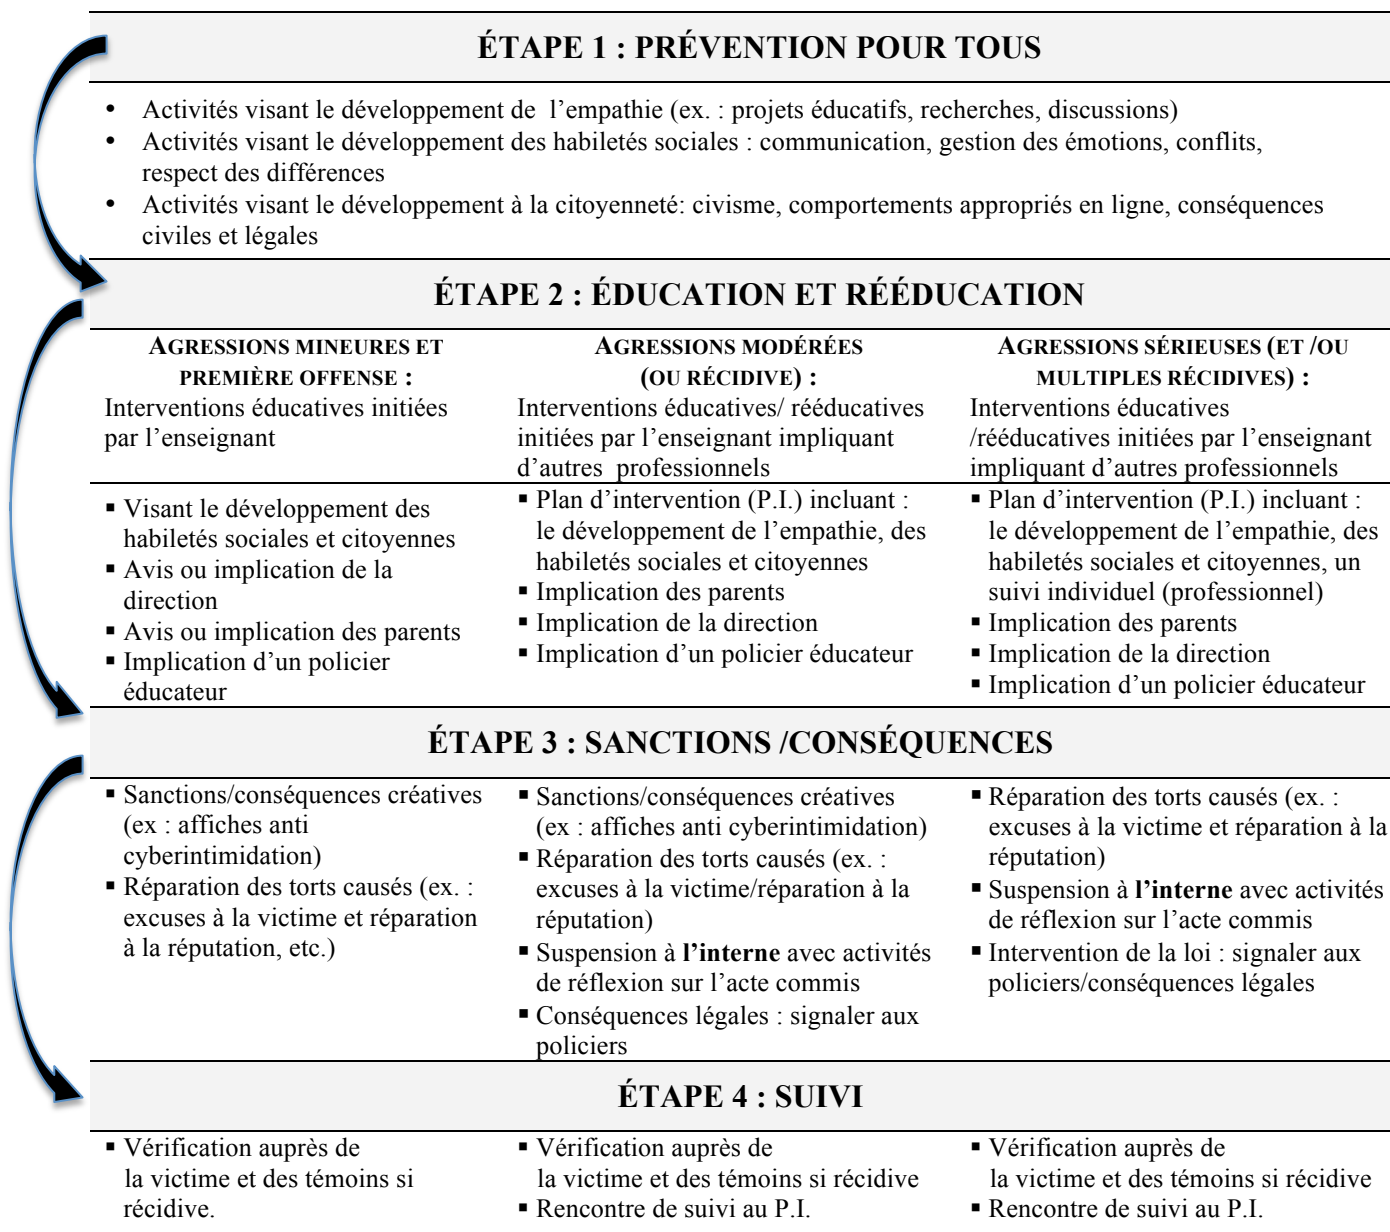 ÉTAPE 1 : PRÉVENTION POUR TOUS
• Activités visant le développement de l’empathie (ex. : projets éducatifs, recherches, discussions)
• Activités visant le développement des habiletés sociales : communication, gestion des émotions, conflits,
respect des différences
• Activités visant le développement à la citoyenneté: civisme, comportements appropriés en ligne, conséquences
civiles et légales
ÉTAPE 2 : ÉDUCATION ET RÉÉDUCATION
AGRESSIONS MINEURES ET
PREMIÈRE OFFENSE :
Interventions éducatives initiées
par l’enseignant
▪ Visant le développement des
habiletés sociales et citoyennes
▪ Avis ou implication de la
direction
▪ Avis ou implication des parents
▪ Implication d’un policier
éducateur
AGRESSIONS MODÉRÉES
(OU RÉCIDIVE) :
Interventions éducatives/ rééducatives
initiées par l’enseignant impliquant
d’autres professionnels
▪ Plan d’intervention (P.I.) incluant :
le développement de l’empathie, des
habiletés sociales et citoyennes
▪ Implication des parents
▪ Implication de la direction
▪ Implication d’un policier éducateur
AGRESSIONS SÉRIEUSES (ET /OU
MULTIPLES RÉCIDIVES) :
Interventions éducatives
/rééducatives initiées par l’enseignant
impliquant d’autres professionnels
▪ Plan d’intervention (P.I.) incluant :
le développement de l’empathie, des
habiletés sociales et citoyennes, un
suivi individuel (professionnel)
▪ Implication des parents
▪ Implication de la direction
▪ Implication d’un policier éducateur
ÉTAPE 3 : SANCTIONS /CONSÉQUENCES
▪ Sanctions/conséquences créatives
(ex : affiches anti
cyberintimidation)
▪ Réparation des torts causés (ex. :
excuses à la victime et réparation
à la réputation, etc.)
▪ Sanctions/conséquences créatives
(ex : affiches anti cyberintimidation)
▪ Réparation des torts causés (ex. :
excuses à la victime/réparation à la
réputation)
▪ Suspension à l’interne avec activités
de réflexion sur l’acte commis
▪ Conséquences légales : signaler aux
policiers
▪ Réparation des torts causés (ex. :
excuses à la victime et réparation à la
réputation)
▪ Suspension à l’interne avec activités
de réflexion sur l’acte commis
▪ Intervention de la loi : signaler aux
policiers/conséquences légales
ÉTAPE 4 : SUIVI
▪ Vérification auprès de
la victime et des témoins si
récidive.
▪ Vérification auprès de
la victime et des témoins si récidive
▪ Rencontre de suivi au P.I.
▪ Vérification auprès de
la victime et des témoins si récidive
▪ Rencontre de suivi au P.I.